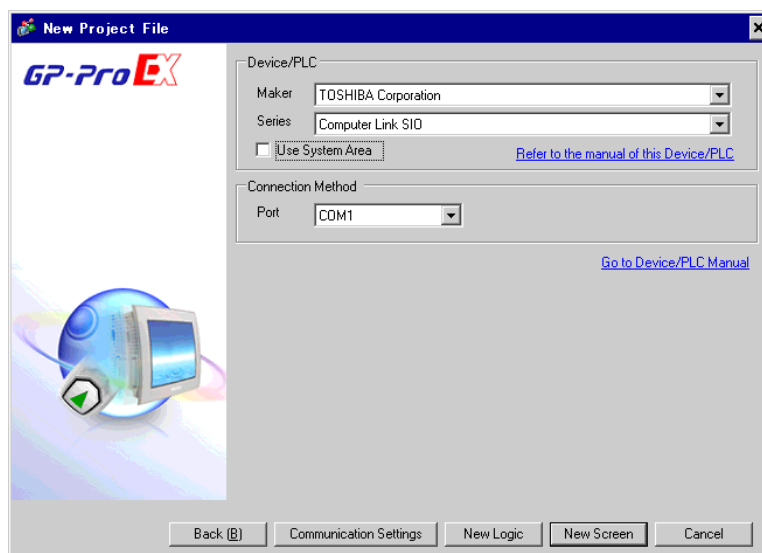 New Project File
GP-Pro EX
Device/PLC
Maker TOSHIBA Corporation
Series Computer Link SIO
Use System Area Refer to the manual of this Device/PLC
Connection Method
Port COM1
Go to Device/PLC Manual
Back (B) Communication Settings New Logic New Screen Cancel